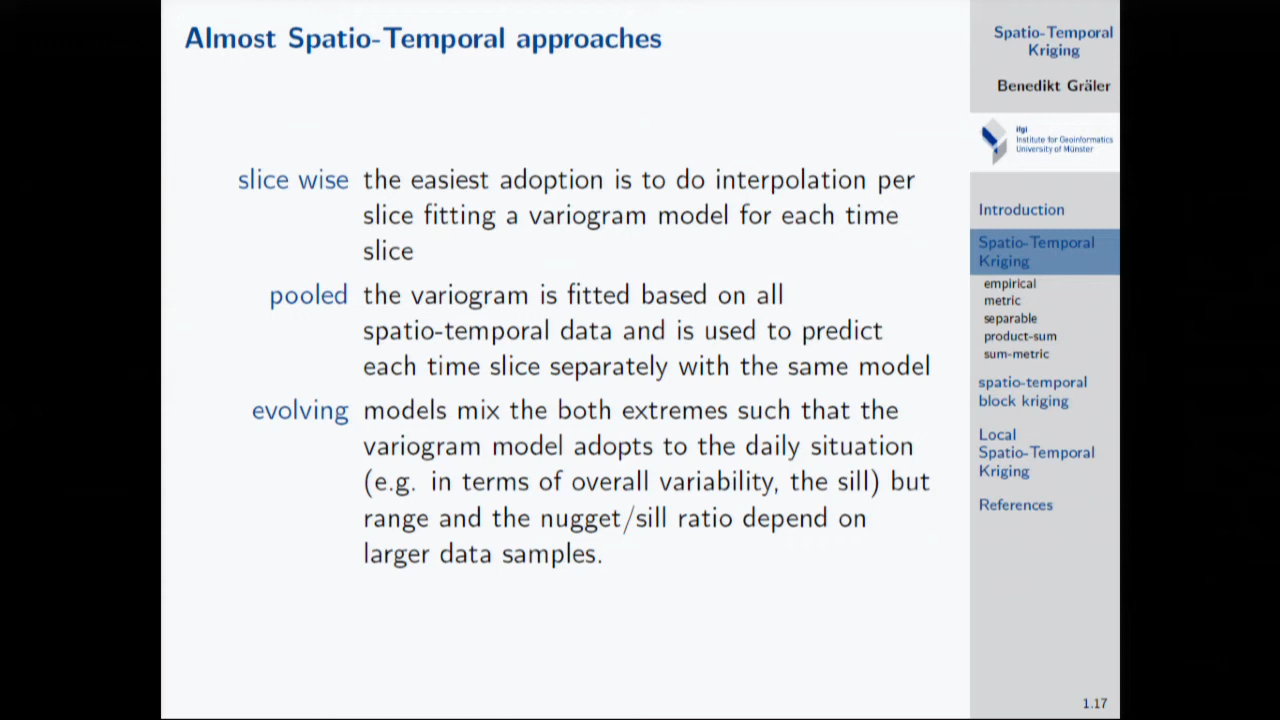 Almost Spatio-Temporal approaches
slice wise the easiest adoption is to do interpolation per
slice fitting a variogram model for each time
slice
pooled the variogram is fitted based on all
spatio-temporal data and is used to predict
each time slice separately with the same model
evolving models mix the both extremes such that the
variogram model adopts to the daily situation
(e.g. in terms of overall variability, the sill) but
range and the nugget/sill ratio depend on
larger data samples.
Spatio-Temporal
Kriging
Benedikt Gräler
ifgi
Institute for Geoinformatics
University of Münster
Introduction
Spatio-Temporal
Kriging
empirical
metric
separable
product-sum
sum-metric
spatio-temporal
block kriging
Local
Spatio-Temporal
Kriging
References
1.17